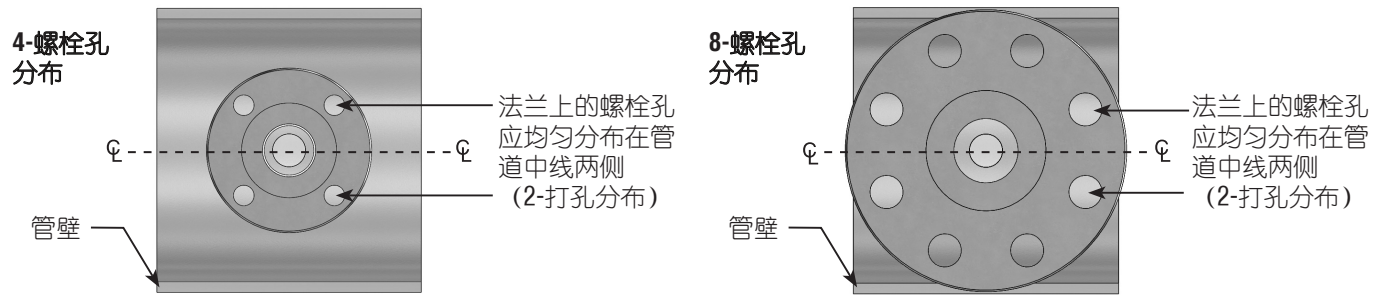 4-螺栓孔
分布
法兰上的螺栓孔
应均匀分布在管
道中线两侧
（2-打孔分布）
℄
℄
管壁
8-螺栓孔
分布
法兰上的螺栓孔
应均匀分布在管
道中线两侧
（2-打孔分布）
℄
℄
管壁